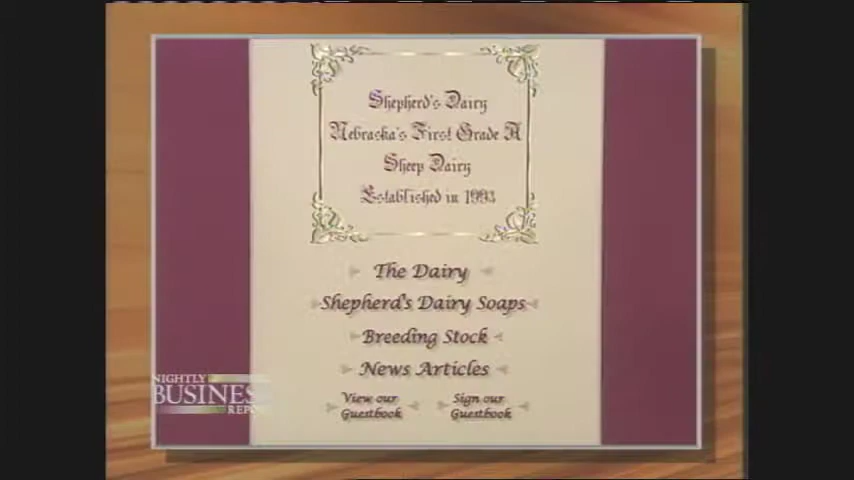 Shepherd's Dairy
Nebraska's First Grade A
Sheep Dairy
Established in 1993
The Dairy
Shepherd's Dairy Soaps
Breeding Stock
News Articles
View our
Guestbook
Sign our
Guestbook
NIGHTLY
BUSINESS
REPORT